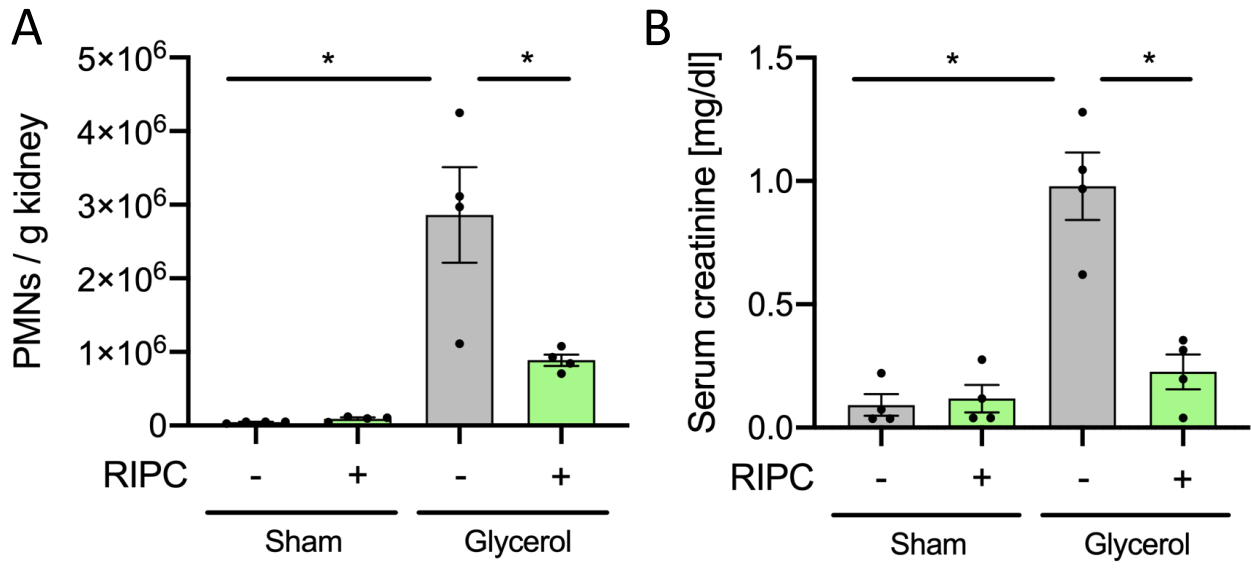 A
PMNs / g kidney
5×10⁶
4×10⁶
3×10⁶
2×10⁶
1×10⁶
0
* *
RIPC - + - +
Sham Glycerol
B
Serum creatinine [mg/dl]
1.5
1.0
0.5
0.0
* *
RIPC - + - +
Sham Glycerol